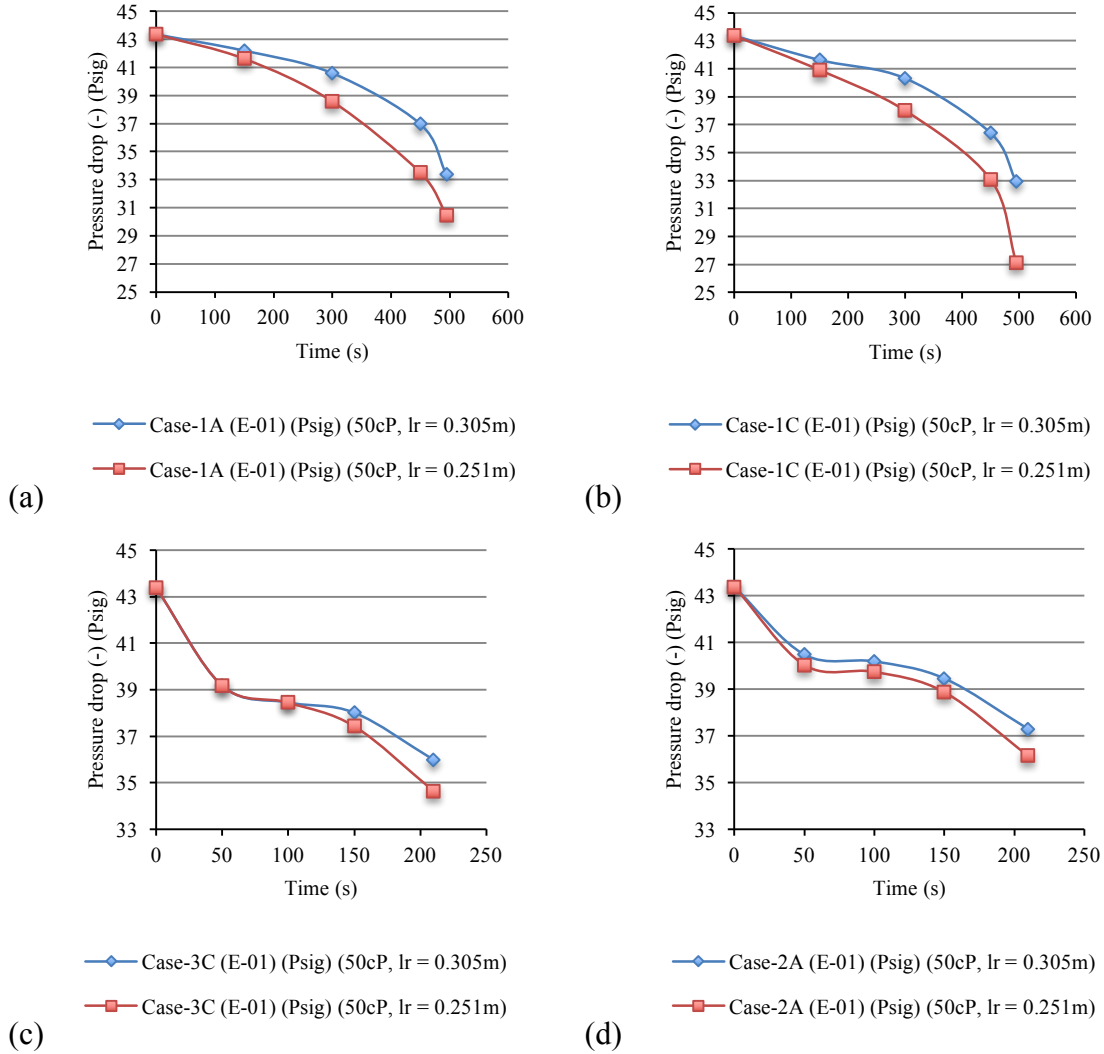 45
43
41
39
37
35
33
31
29
27
25
Pressure drop (-) (Psig)
0 100 200 300 400 500 600
Time (s)
Case-1A (E-01) (Psig) (50cP, lr = 0.305m)
Case-1A (E-01) (Psig) (50cP, lr = 0.251m)
(a)
45
43
41
39
37
35
33
31
29
27
25
Pressure drop (-) (Psig)
0 100 200 300 400 500 600
Time (s)
Case-1C (E-01) (Psig) (50cP, lr = 0.305m)
Case-1C (E-01) (Psig) (50cP, lr = 0.251m)
(b)
45
43
41
39
37
35
33
Pressure drop (-) (Psig)
0 50 100 150 200 250
Time (s)
Case-3C (E-01) (Psig) (50cP, lr = 0.305m)
Case-3C (E-01) (Psig) (50cP, lr = 0.251m)
(c)
45
43
41
39
37
35
33
Pressure drop (-) (Psig)
0 50 100 150 200 250
Time (s)
Case-2A (E-01) (Psig) (50cP, lr = 0.305m)
Case-2A (E-01) (Psig) (50cP, lr = 0.251m)
(d)